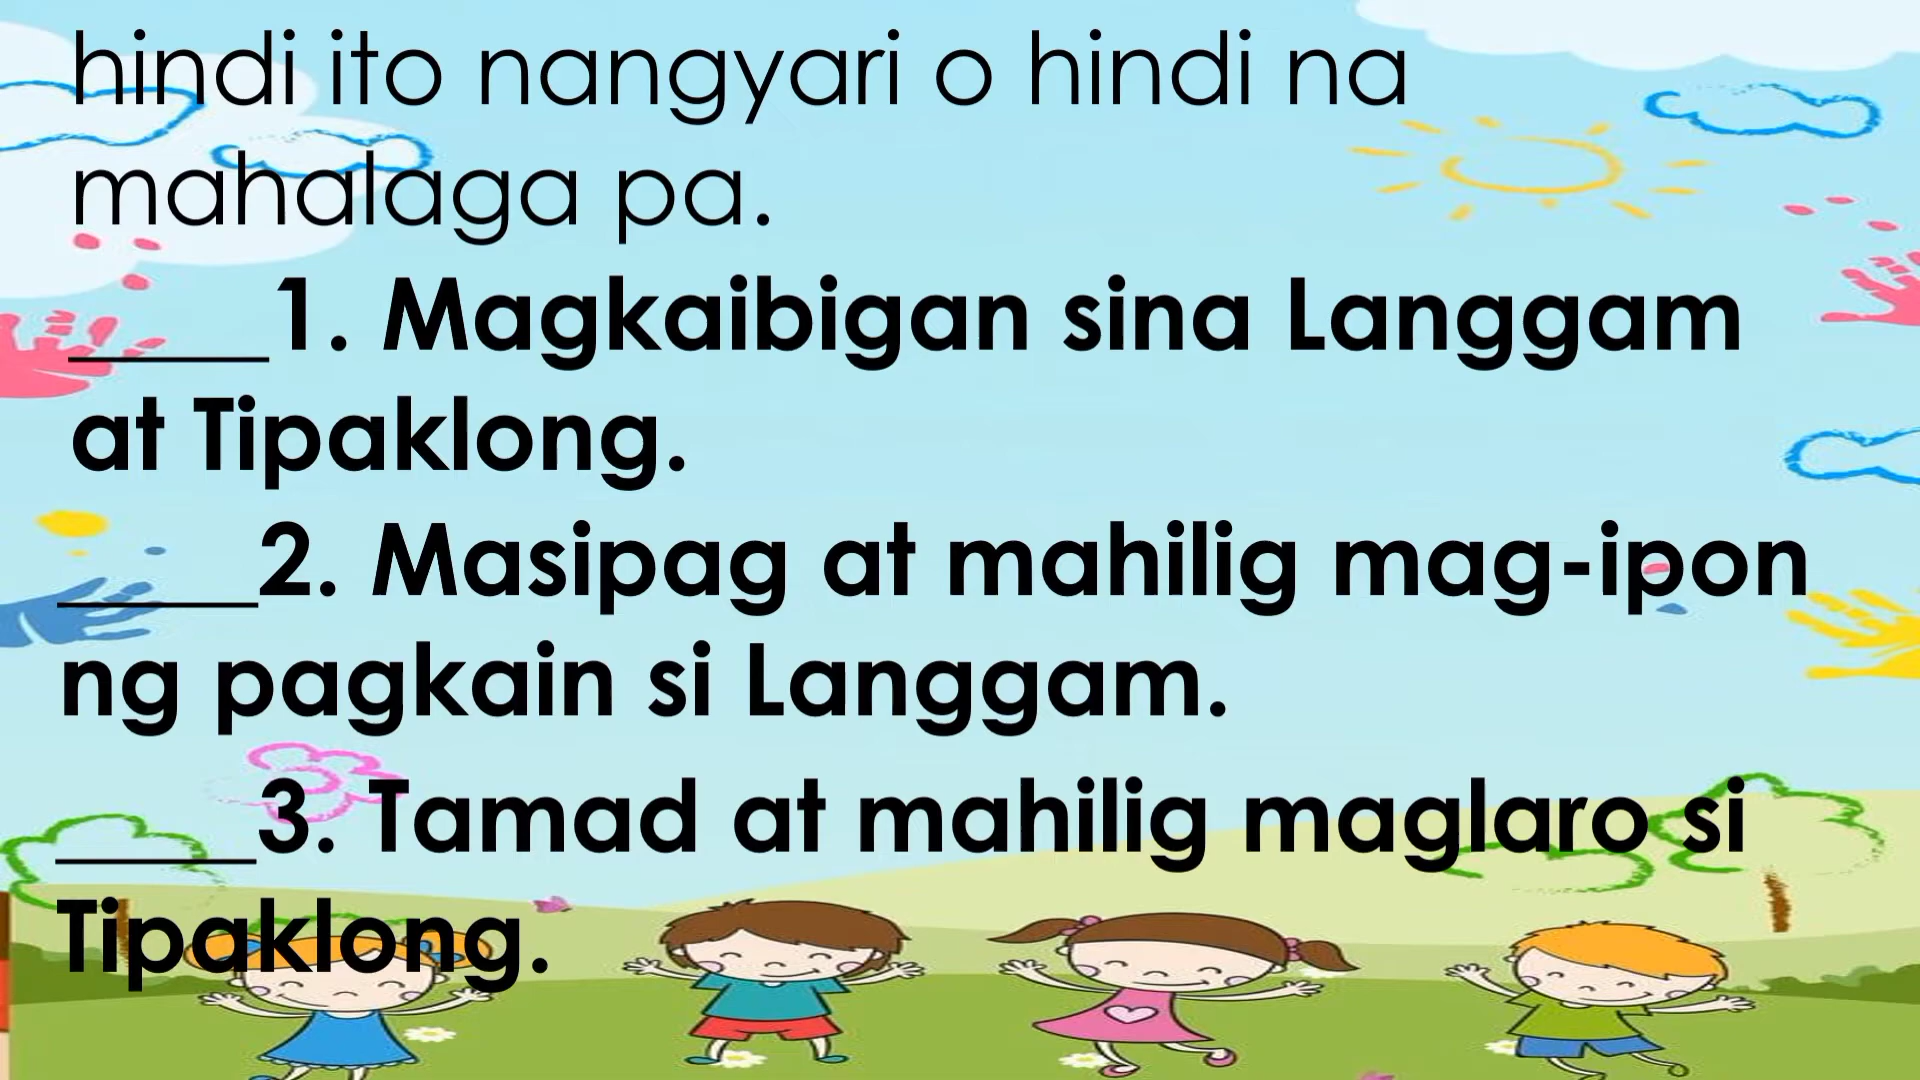 hindi ito nangyari o hindi na
mahalaga pa.
____1. Magkaibigan sina Langgam
at Tipaklong.
____2. Masipag at mahilig mag-ipon
ng pagkain si Langgam.
____3. Tamad at mahilig maglaro si
Tipaklong.